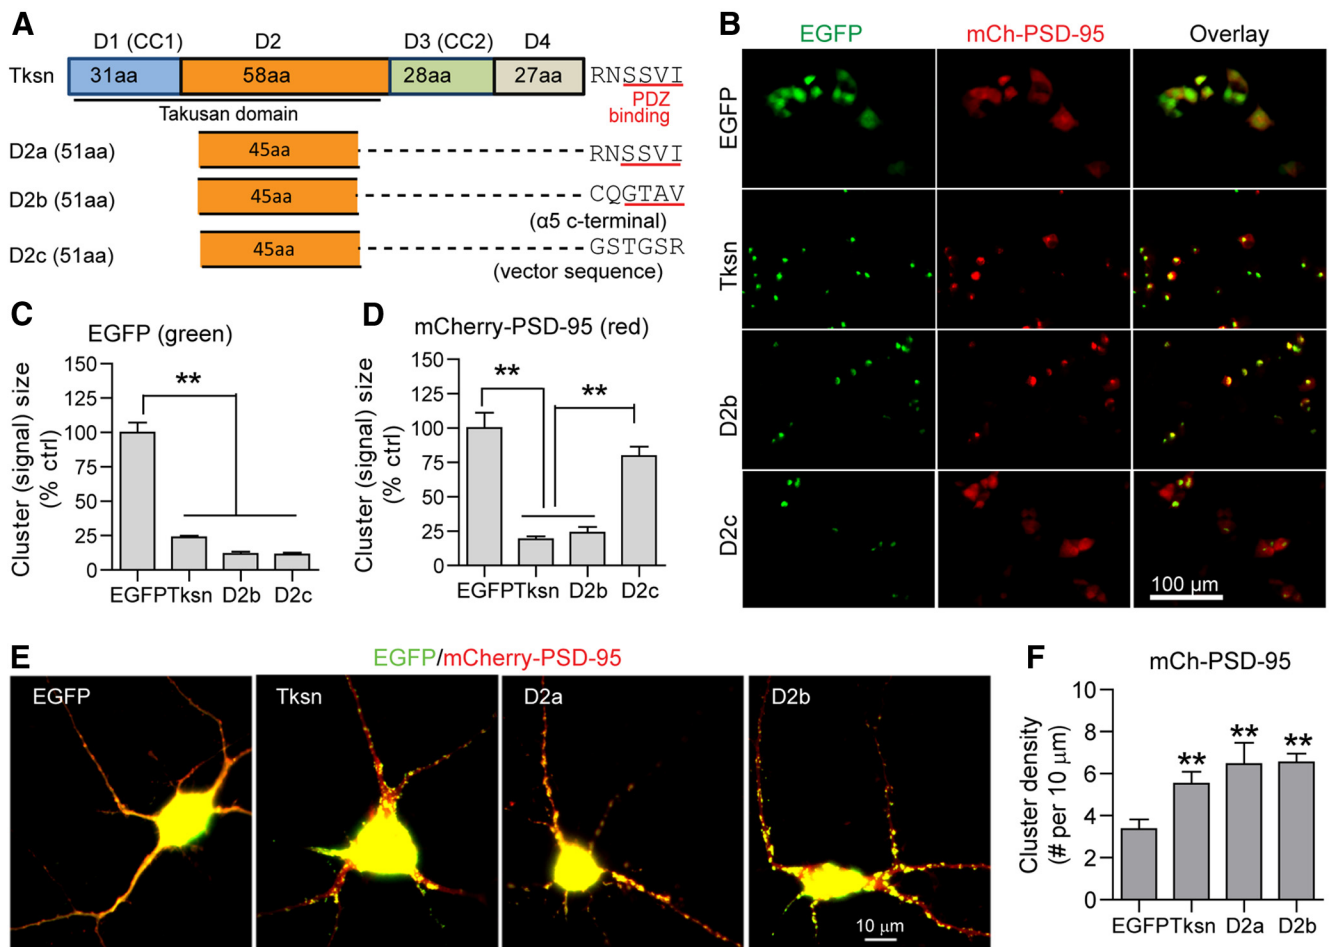 A
D1 (CC1) D2 D3 (CC2) D4
Tksn 31aa 58aa 28aa 27aa RNSSVI
Takusan domain
PDZ
binding
D2a (51aa) 45aa RNSSVI
D2b (51aa) 45aa CQGTAV
(α5 c-terminal)
D2c (51aa) 45aa GSTGSR
(vector sequence)
B
EGFP mCh-PSD-95 Overlay
EGFP
Tksn
D2b
D2c
100 µm
C
EGFP (green)
Cluster (signal) size
(% ctrl)
150
125
100
75
50
25
0
**
EGFP Tksn D2b D2c
D
mCherry-PSD-95 (red)
Cluster (signal) size
(% ctrl)
150
125
100
75
50
25
0
** **
EGFP Tksn D2b D2c
E
EGFP/mCherry-PSD-95
EGFP Tksn D2a D2b
10 µm
F
mCh-PSD-95
Cluster density
(# per 10 µm)
10
8
6
4
2
0
** ** **
EGFP Tksn D2a D2b